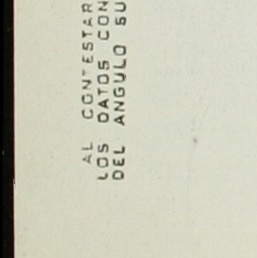 AL CONTESTAR
LOS DATOS CON
DEL ANGULO SU